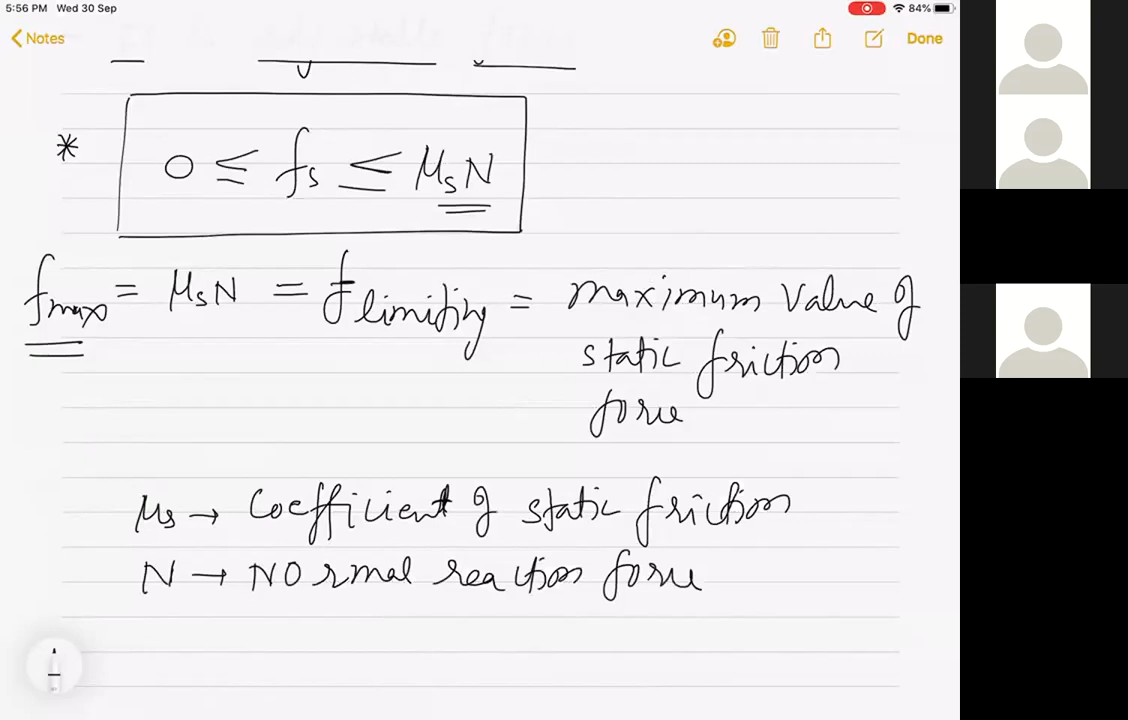 5:56 PM Wed 30 Sep
84%
Notes
Done
* 0 ≤ fs ≤ μsN
fmax = μsN = flimiting = maximum value of
static friction
force
μs → Coefficient of static friction
N → NOrmal reaction force